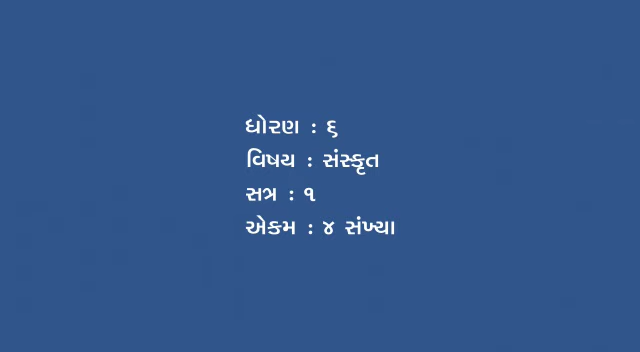 ધોરણ : ૬
વિષય : સંસ્કૃત
સત્ર : ૧
એકમ : ૪ સંખ્યા